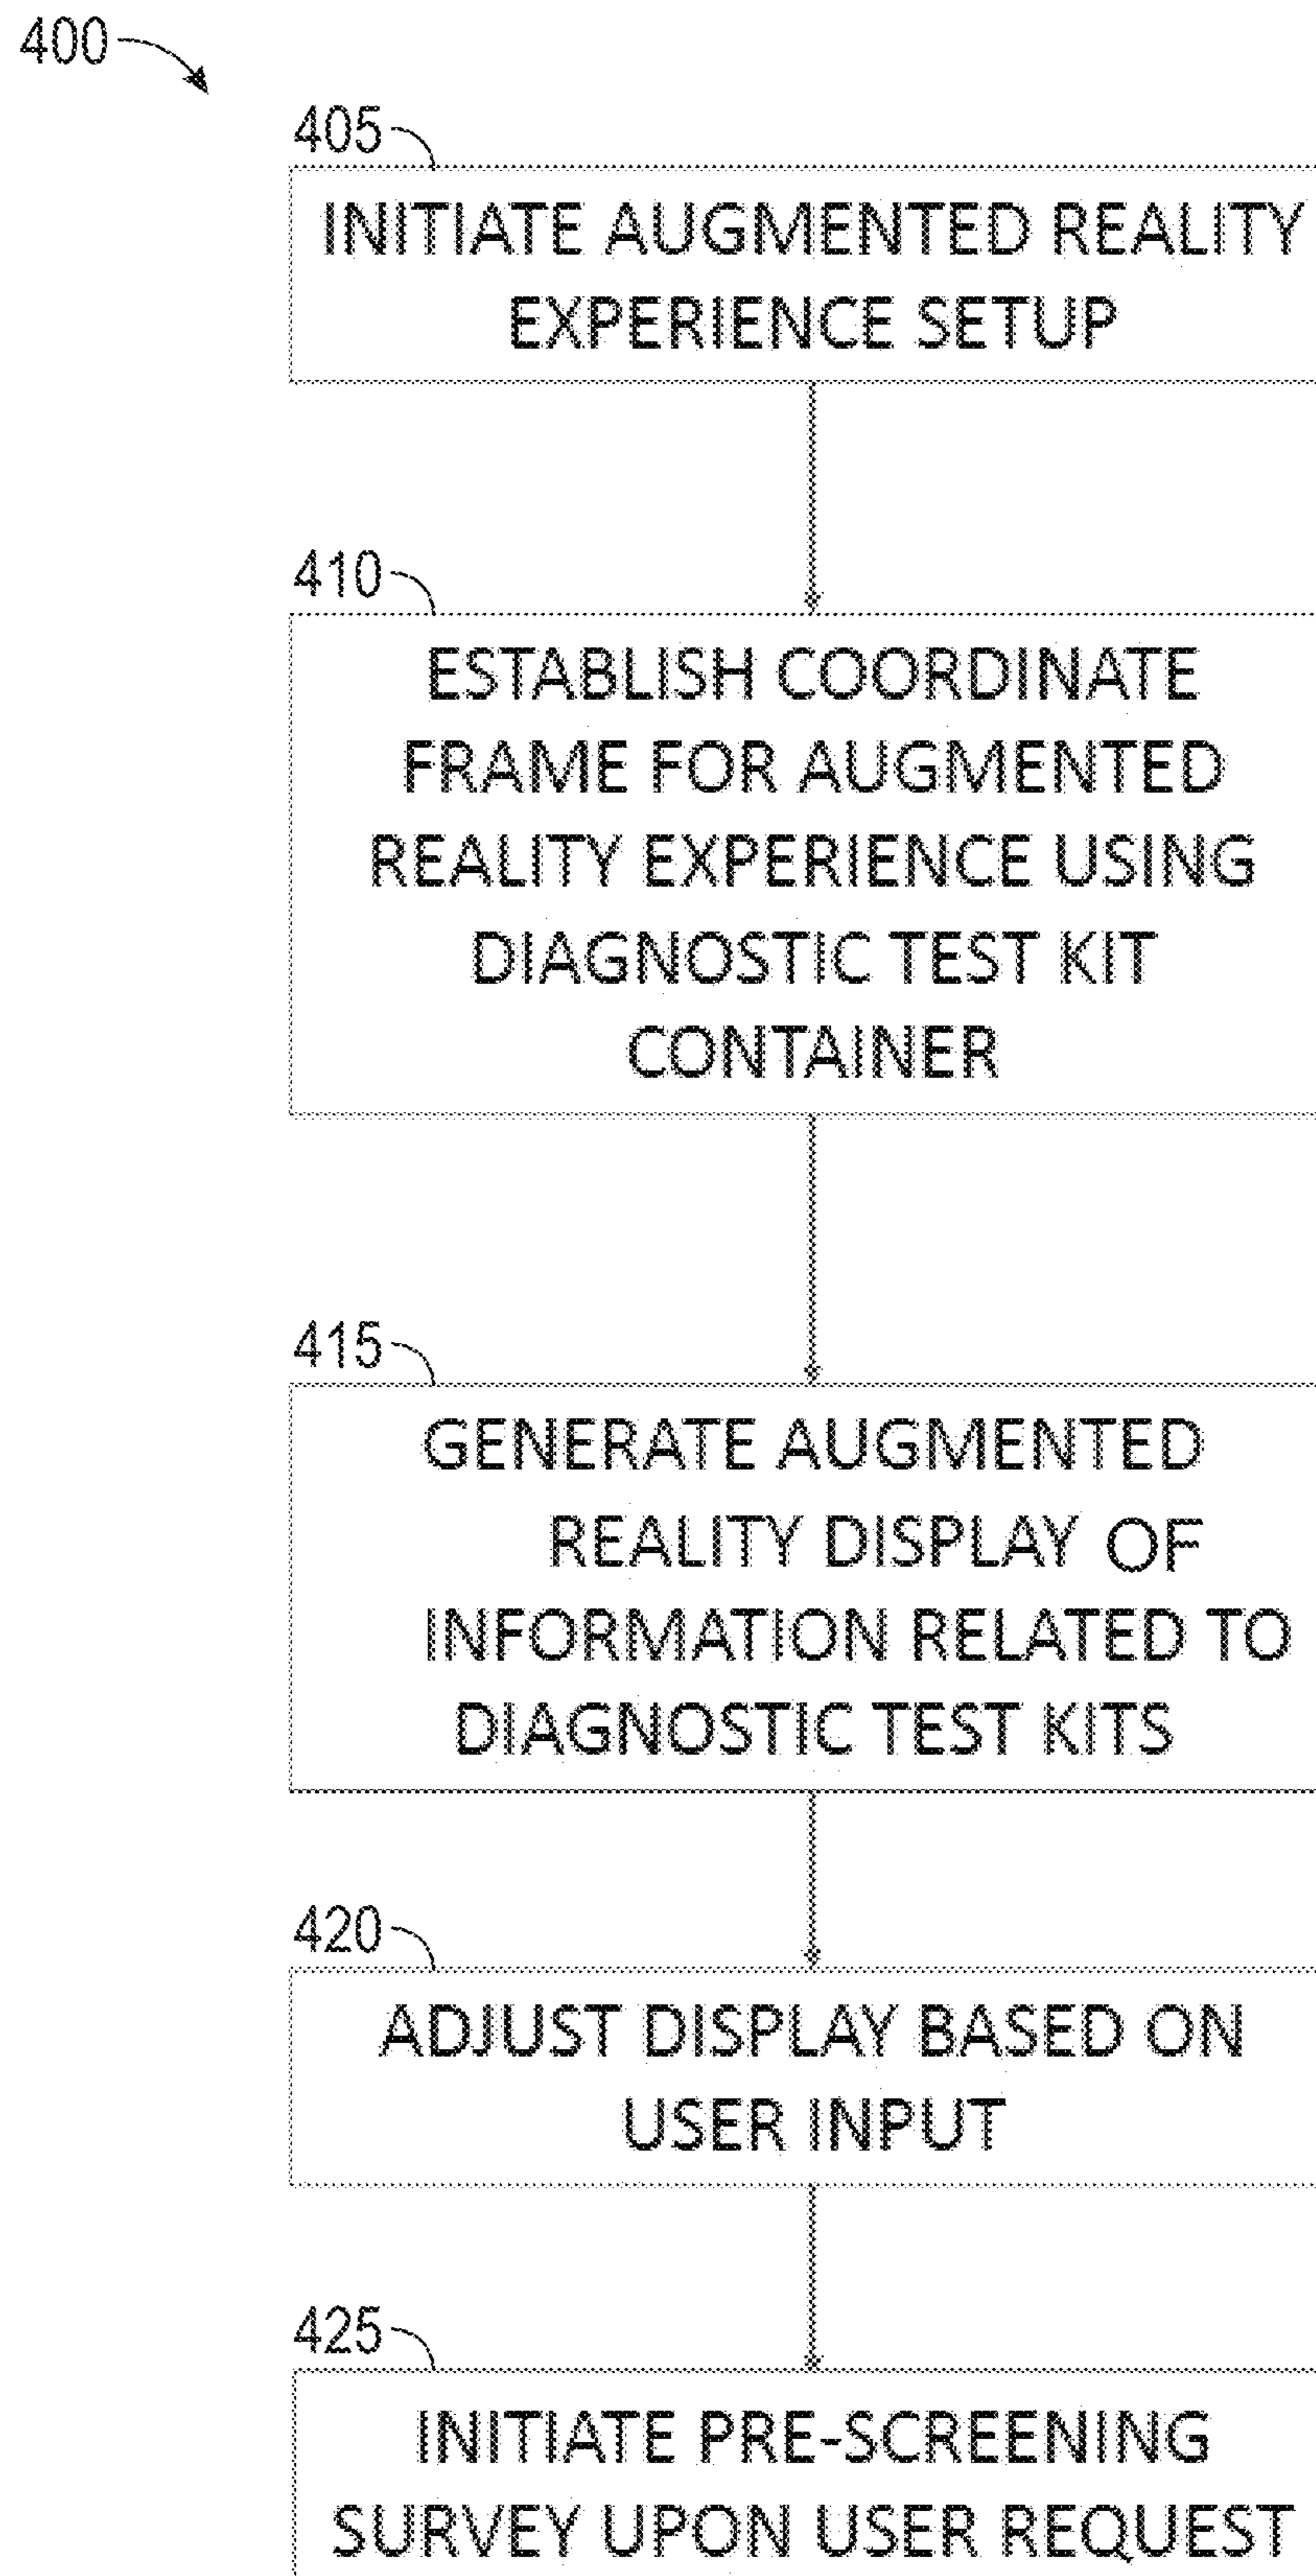 400
405
INITIATE AUGMENTED REALITY
EXPERIENCE SETUP
410
ESTABLISH COORDINATE
FRAME FOR AUGMENTED
REALITY EXPERIENCE USING
DIAGNOSTIC TEST KIT
CONTAINER
415
GENERATE AUGMENTED
REALITY DISPLAY OF
INFORMATION RELATED TO
DIAGNOSTIC TEST KITS
420
ADJUST DISPLAY BASED ON
USER INPUT
425
INITIATE PRE-SCREENING
SURVEY UPON USER REQUEST